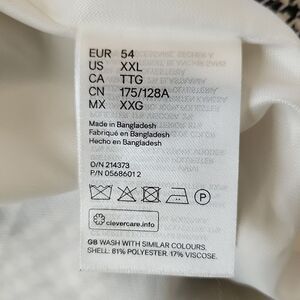 EUR 54
US XXL
CA TTG
CN 175/128A
MX XXG
Made in Bangladesh
Fabriqué en Bangladesh
Hecho en Bangladesh
O/N 214373
P/N 05686012
P
clevercare.info
GB WASH WITH SIMILAR COLOURS.
SHELL: 81% POLYESTER. 17% VISCOSE.